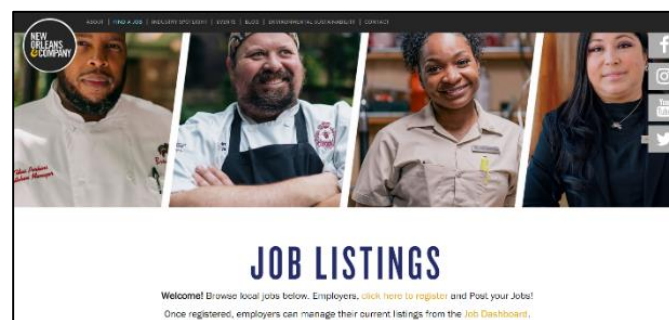 ABOUT | FIND A JOB | INDUSTRY SPOTLIGHT | EVENTS | BLOG | ENVIRONMENTAL SUSTAINABILITY | CONTACT
NEW
ORLEANS
&COMPANY
You
Tube
JOB LISTINGS
Welcome! Browse local jobs below. Employers, click here to register and Post your Jobs!
Once registered, employers can manage their current listings from the Job Dashboard.